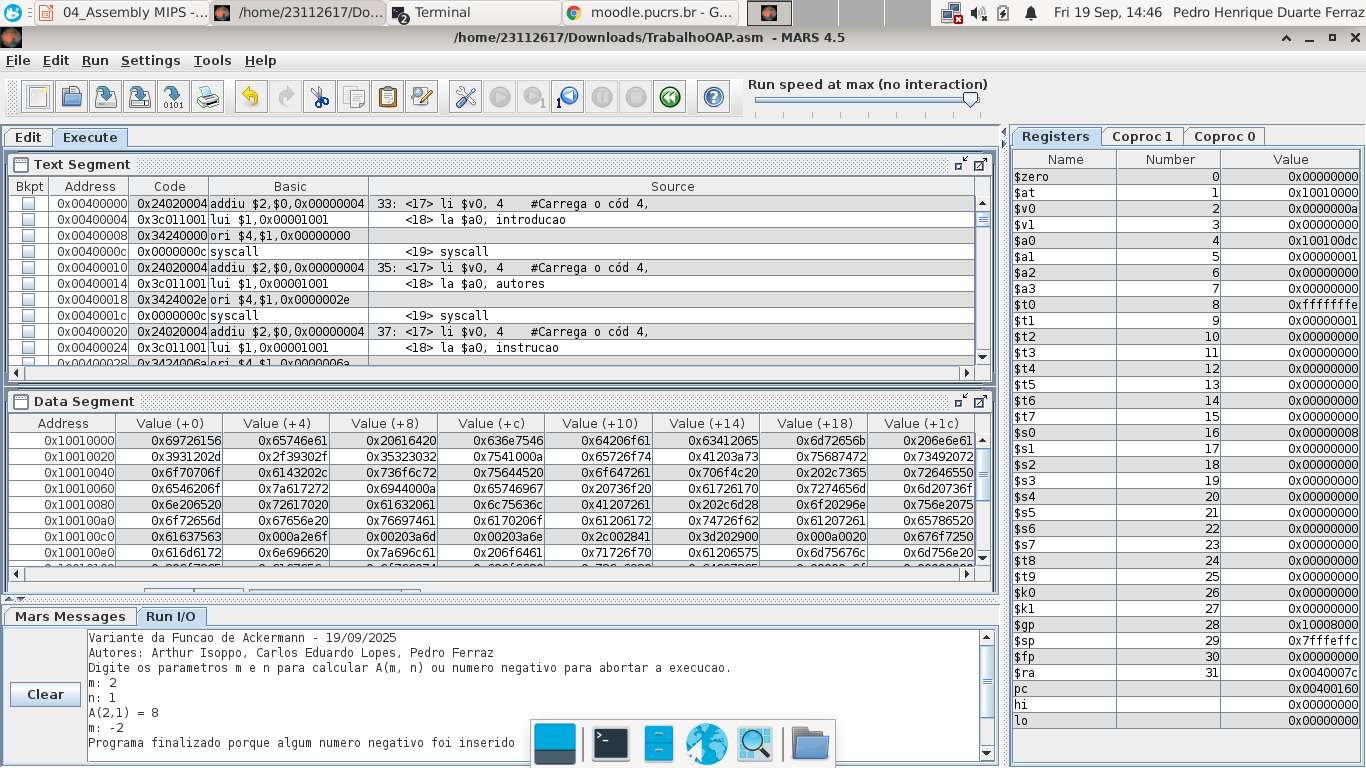 04_Assembly MIPS -... /home/23112617/Do... 2 Terminal moodle.pucrs.br - G... Fri 19 Sep, 14:46 Pedro Henrique Duarte Ferraz
/home/23112617/Downloads/TrabalhoOAP.asm - MARS 4.5
File Edit Run Settings Tools Help
Run speed at max (no interaction)
Edit Execute
Text Segment
Bkpt Address Code Basic Source
0x00400000 0x24020004 addiu $2,$0,0x00000004 33: <17> li $v0, 4 #Carrega o cód 4,
0x00400004 0x3c011001 lui $1,0x00001001 <18> la $a0, introducao
0x00400008 0x34240000 ori $4,$1,0x00000000
0x0040000c 0x0000000c syscall <19> syscall
0x00400010 0x24020004 addiu $2,$0,0x00000004 35: <17> li $v0, 4 #Carrega o cód 4,
0x00400014 0x3c011001 lui $1,0x00001001 <18> la $a0, autores
0x00400018 0x3424002e ori $4,$1,0x0000002e
0x0040001c 0x0000000c syscall <19> syscall
0x00400020 0x24020004 addiu $2,$0,0x00000004 37: <17> li $v0, 4 #Carrega o cód 4,
0x00400024 0x3c011001 lui $1,0x00001001 <18> la $a0, instrucao
0x00400028 0x3424006a ori $4,$1,0x0000006a
Data Segment
Address Value (+0) Value (+4) Value (+8) Value (+c) Value (+10) Value (+14) Value (+18) Value (+1c)
0x10010000 0x69726156 0x65746e61 0x20616420 0x636e7546 0x64206f61 0x63412065 0x6d72656b 0x206e6e61
0x10010020 0x3931202d 0x2f39302f 0x35323032 0x7541000a 0x65726f74 0x41203a73 0x75687472 0x73492072
0x10010040 0x6f70706f 0x6143202c 0x736f6c72 0x75644520 0x6f647261 0x706f4c20 0x202c7365 0x72646550
0x10010060 0x6546206f 0x7a617272 0x6944000a 0x65746967 0x20736f20 0x61726170 0x7274656d 0x6d20736f
0x10010080 0x6e206520 0x72617020 0x61632061 0x6c75636c 0x41207261 0x202c6d28 0x6f20296e 0x756e2075
0x100100a0 0x6f72656d 0x67656e20 0x76697461 0x6170206f 0x61206172 0x74726f62 0x61207261 0x65786520
0x100100c0 0x61637563 0x000a2e6f 0x00203a6d 0x00203a6e 0x2c002841 0x3d202900 0x000a0020 0x676f7250
0x100100e0 0x616d6172 0x6e696620 0x7a696c61 0x206f6461 0x71726f70 0x61206575 0x6d75676c 0x6d756e20
Mars Messages Run I/O
Variante da Funcao de Ackermann - 19/09/2025
Autores: Arthur Isoppo, Carlos Eduardo Lopes, Pedro Ferraz
Digite os parametros m e n para calcular A(m, n) ou numero negativo para abortar a execucao.
m: 2
n: 1
A(2,1) = 8
m: -2
Programa finalizado porque algum numero negativo foi inserido
Clear
Registers Coproc 1 Coproc 0
Name Number Value
$zero 0 0x00000000
$at 1 0x10010000
$v0 2 0x0000000a
$v1 3 0x00000000
$a0 4 0x100100dc
$a1 5 0x00000001
$a2 6 0x00000000
$a3 7 0x00000000
$t0 8 0xfffffffe
$t1 9 0x00000001
$t2 10 0x00000000
$t3 11 0x00000000
$t4 12 0x00000000
$t5 13 0x00000000
$t6 14 0x00000000
$t7 15 0x00000000
$s0 16 0x00000008
$s1 17 0x00000000
$s2 18 0x00000000
$s3 19 0x00000000
$s4 20 0x00000000
$s5 21 0x00000000
$s6 22 0x00000000
$s7 23 0x00000000
$t8 24 0x00000000
$t9 25 0x00000000
$k0 26 0x00000000
$k1 27 0x00000000
$gp 28 0x10008000
$sp 29 0x7fffeffc
$fp 30 0x00000000
$ra 31 0x0040007c
pc 0x00400160
hi 0x00000000
lo 0x00000000